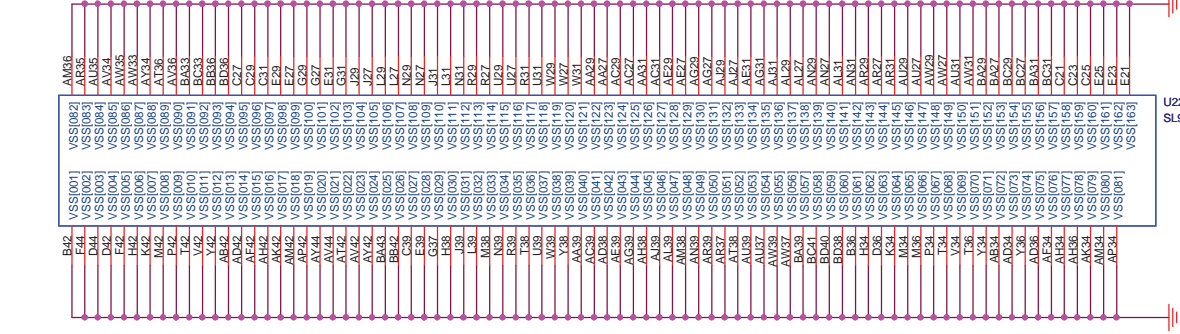 AM36 AR35 AU35 AV34 AW35 AW33 AY34 AT36 AV36 BA33 BC33 BB36 BD36 C27 C29 C31 E29 E27 G29 G27 E31 G31 J29 J27 L29 L27 N29 N27 J31 L31 N31 R29 R27 U29 U27 R31 U31 W29 W27 W31 AA29 AA27 AC29 AC27 AA31 AC31 AE29 AE27 AG29 AG27 AJ29 AJ27 AE31 AG31 AJ31 AL29 AL27 AN29 AN27 AL31 AN31 AR29 AR27 AR31 AU29 AU27 AW29 AW27 AU31 AW31 BA29 BA27 BC29 BC27 BA31 BC31 C21 C23 C25 E25 E23 E21
VSS[082] VSS[083] VSS[084] VSS[085] VSS[086] VSS[087] VSS[088] VSS[089] VSS[090] VSS[091] VSS[092] VSS[093] VSS[094] VSS[095] VSS[096] VSS[097] VSS[098] VSS[099] VSS[100] VSS[101] VSS[102] VSS[103] VSS[104] VSS[105] VSS[106] VSS[107] VSS[108] VSS[109] VSS[110] VSS[111] VSS[112] VSS[113] VSS[114] VSS[115] VSS[116] VSS[117] VSS[118] VSS[119] VSS[120] VSS[121] VSS[122] VSS[123] VSS[124] VSS[125] VSS[126] VSS[127] VSS[128] VSS[129] VSS[130] VSS[131] VSS[132] VSS[133] VSS[134] VSS[135] VSS[136] VSS[137] VSS[138] VSS[139] VSS[140] VSS[141] VSS[142] VSS[143] VSS[144] VSS[145] VSS[146] VSS[147] VSS[148] VSS[149] VSS[150] VSS[151] VSS[152] VSS[153] VSS[154] VSS[155] VSS[156] VSS[157] VSS[158] VSS[159] VSS[160] VSS[161] VSS[162] VSS[163]
VSS[001] VSS[002] VSS[003] VSS[004] VSS[005] VSS[006] VSS[007] VSS[008] VSS[009] VSS[010] VSS[011] VSS[012] VSS[013] VSS[014] VSS[015] VSS[016] VSS[017] VSS[018] VSS[019] VSS[020] VSS[021] VSS[022] VSS[023] VSS[024] VSS[025] VSS[026] VSS[027] VSS[028] VSS[029] VSS[030] VSS[031] VSS[032] VSS[033] VSS[034] VSS[035] VSS[036] VSS[037] VSS[038] VSS[039] VSS[040] VSS[041] VSS[042] VSS[043] VSS[044] VSS[045] VSS[046] VSS[047] VSS[048] VSS[049] VSS[050] VSS[051] VSS[052] VSS[053] VSS[054] VSS[055] VSS[056] VSS[057] VSS[058] VSS[059] VSS[060] VSS[061] VSS[062] VSS[063] VSS[064] VSS[065] VSS[066] VSS[067] VSS[068] VSS[069] VSS[070] VSS[071] VSS[072] VSS[073] VSS[074] VSS[075] VSS[076] VSS[077] VSS[078] VSS[079] VSS[080] VSS[081]
B42 F44 D44 D42 F42 H42 K42 M42 P42 T42 V42 Y42 AB42 AD42 AF42 AH42 AK42 AM42 AP42 AY44 AV44 AT42 AV42 AY42 BA43 BB42 C39 E39 G37 H38 J39 L39 M38 N39 R39 T38 U39 W39 Y38 AA39 AC39 AD38 AE39 AG39 AH38 AJ39 AL39 AM38 AN39 AR39 AR37 AT38 AU39 AU37 AW39 AW37 BA39 BC41 BD40 BD38 B36 H34 D36 K34 M34 M36 P34 T34 V34 T36 Y34 AB34 AD34 Y36 AD36 AF34 AH34 AH36 AK34 AM34 AP34
U22
SL9